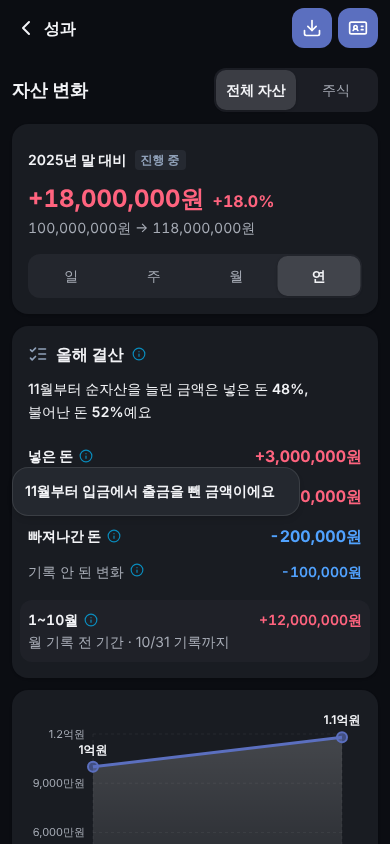 성과
자산 변화
전체 자산
주식
2025년 말 대비
진행 중
+18,000,000원 +18.0%
100,000,000원 → 118,000,000원
일
주
월
연
올해 결산
11월부터 순자산을 늘린 금액은 넣은 돈 48%,
불어난 돈 52%예요
넣은 돈
+3,000,000원
11월부터 입금에서 출금을 뺀 금액이에요
0,000원
빠져나간 돈
-200,000원
기록 안 된 변화
-100,000원
1~10월
+12,000,000원
월 기록 전 기간 · 10/31 기록까지
1.1억원
1.2억원
1억원
9,000만원
6,000만원